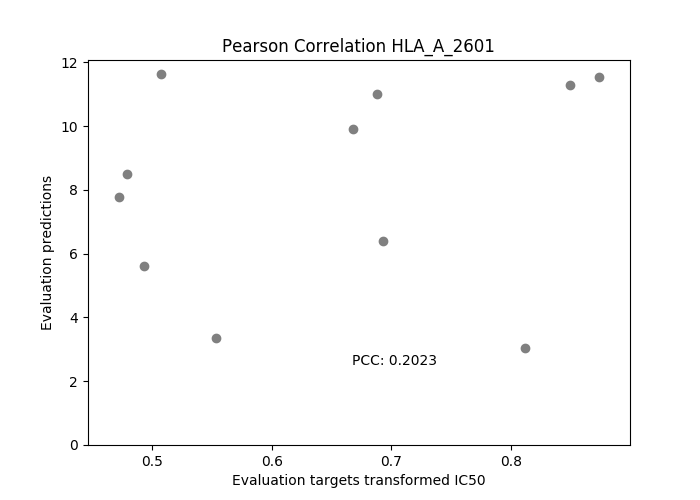 Pearson Correlation HLA_A_2601
12
10
8
6
4
2
0
PCC: 0.2023
0.5 0.6 0.7 0.8
Evaluation targets transformed IC50
Evaluation predictions